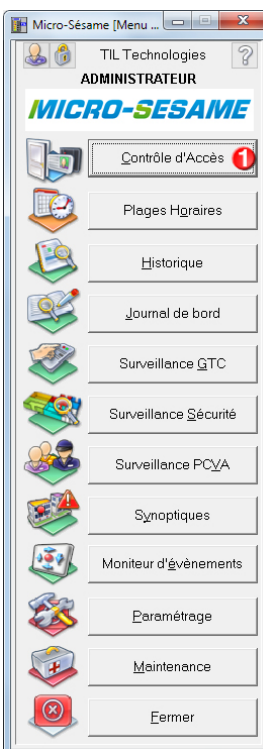 Micro-Sésame [Menu ...
TIL Technologies
?
ADMINISTRATEUR
MICRO-SESAME
Contrôle d'Accès 1
Plages Horaires
Historique
Journal de bord
Surveillance GTC
Surveillance Sécurité
Surveillance PCVA
Synoptiques
Moniteur d'évènements
Paramétrage
Maintenance
Fermer